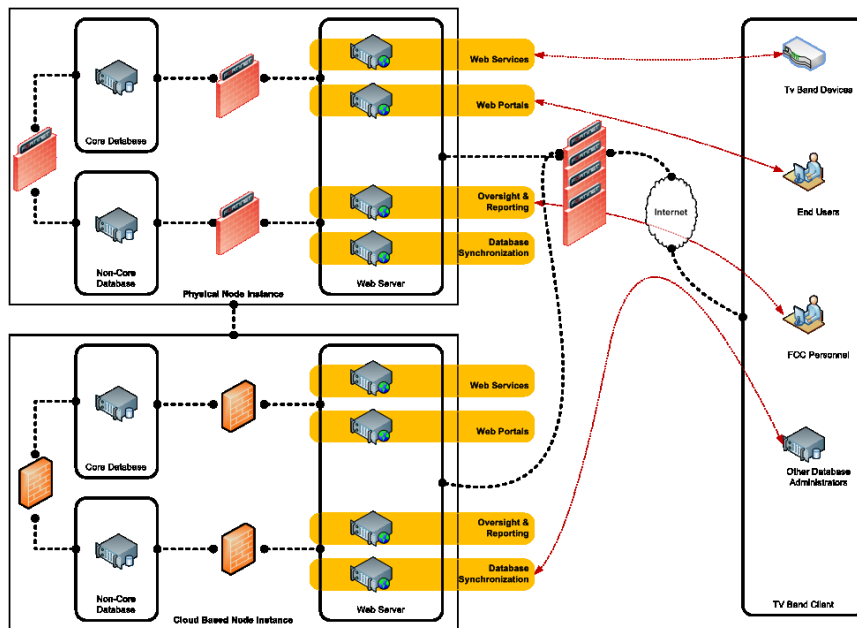 Web Services
Tv Band Devices
Core Database
Web Portals
End Users
Oversight &
Reporting
Internet
Database
Synchronization
Non-Core
Database
Web Server
Physical Node Instance
FCC Personnel
Web Services
Web Portals
Core Database
Other Database
Administrators
Oversight &
Reporting
Database
Synchronization
Non-Core
Database
Web Server
Cloud Based Node Instance
TV Band Client